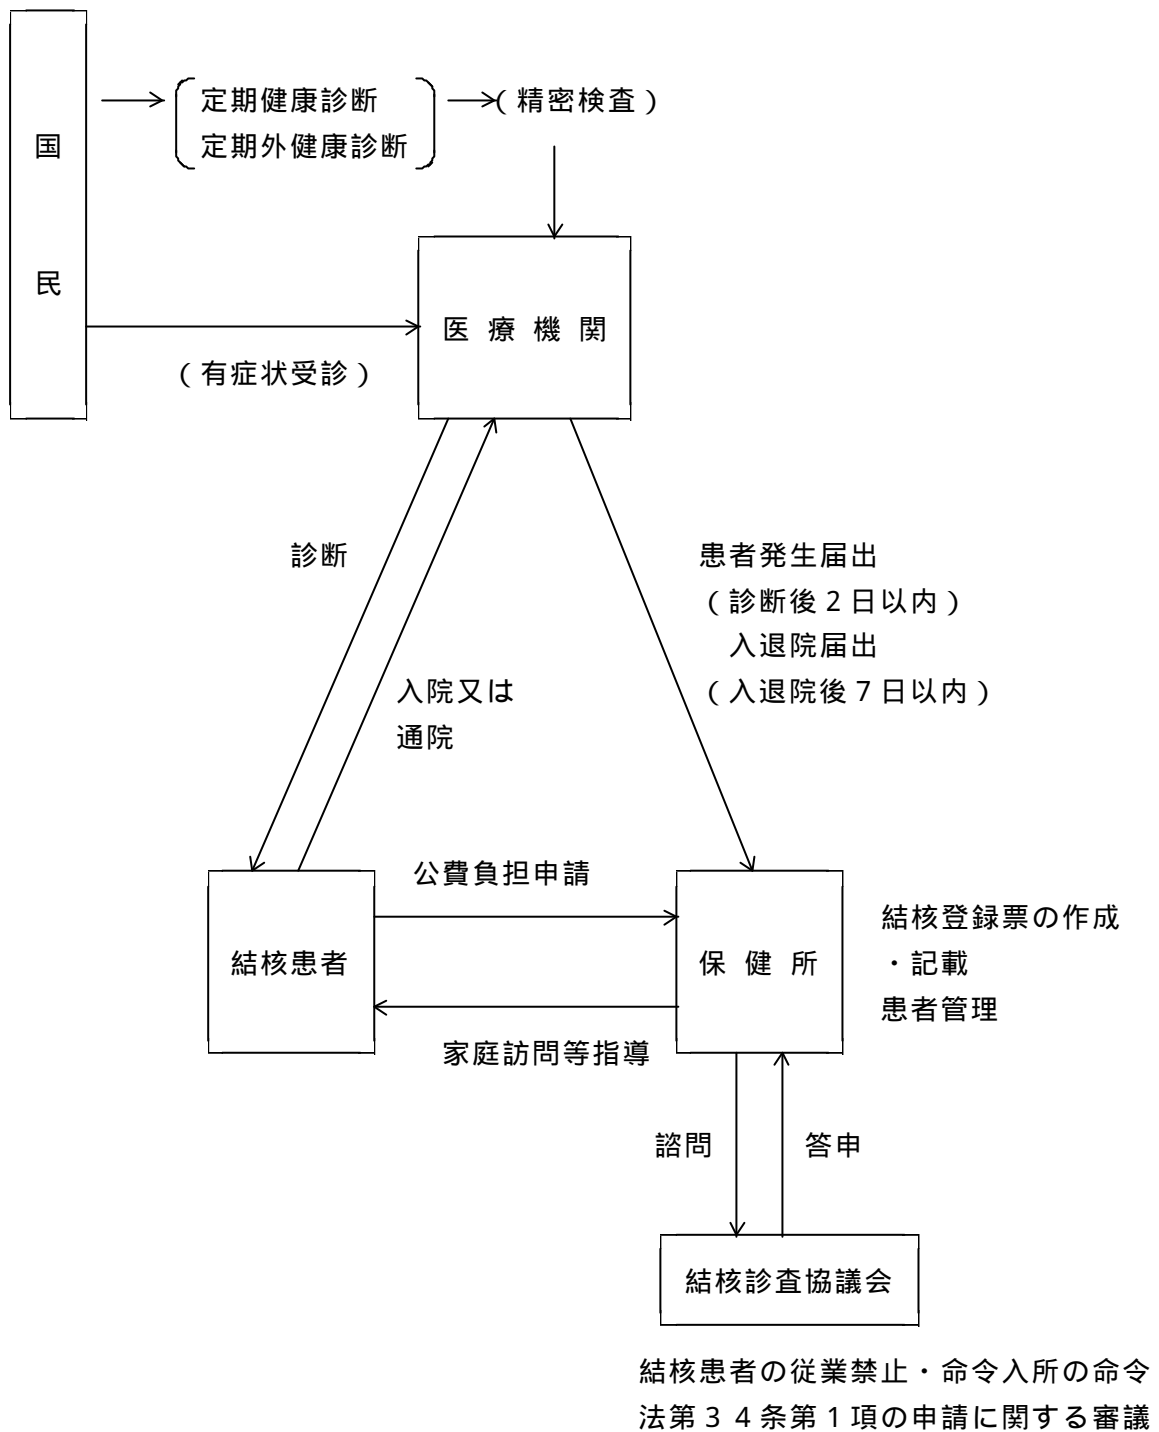 国民
定期健康診断
定期外健康診断
(精密検査)
医療機関
(有症状受診)
診断
患者発生届出
(診断後2日以内)
入退院届出
(入退院後7日以内)
入院又は
通院
公費負担申請
結核患者
保健所
結核登録票の作成
・記載
患者管理
家庭訪問等指導
諮問
答申
結核診査協議会
結核患者の従業禁止・命令入所の命令
法第34条第1項の申請に関する審議